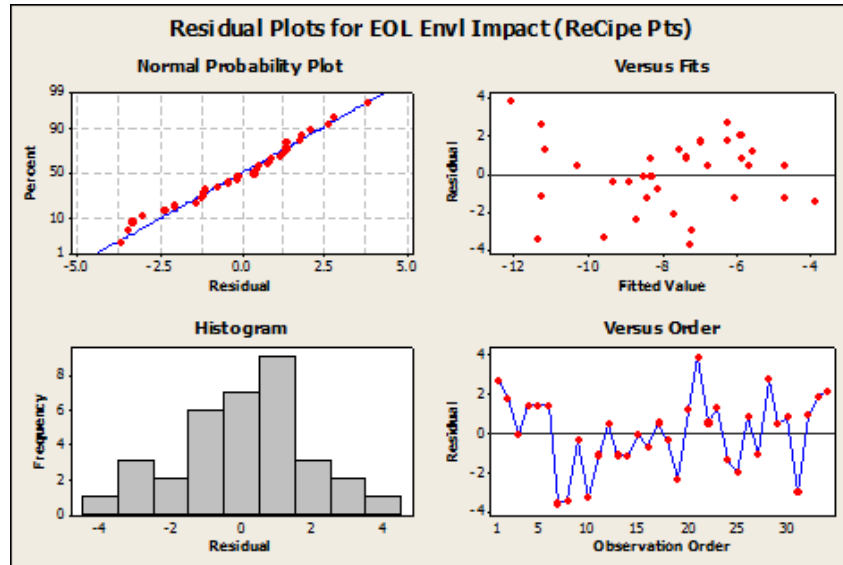 Residual Plots for EOL Envl Impact (ReCipe Pts)
Normal Probability Plot
Versus Fits
99
90
50
10
1
Percent
-5.0 -2.5 0.0 2.5 5.0
Residual
4
2
0
-2
-4
Residual
-12 -10 -8 -6 -4
Fitted Value
Histogram
Versus Order
8
6
4
2
0
Frequency
-4 -2 0 2 4
Residual
4
2
0
-2
-4
Residual
1 5 10 15 20 25 30
Observation Order